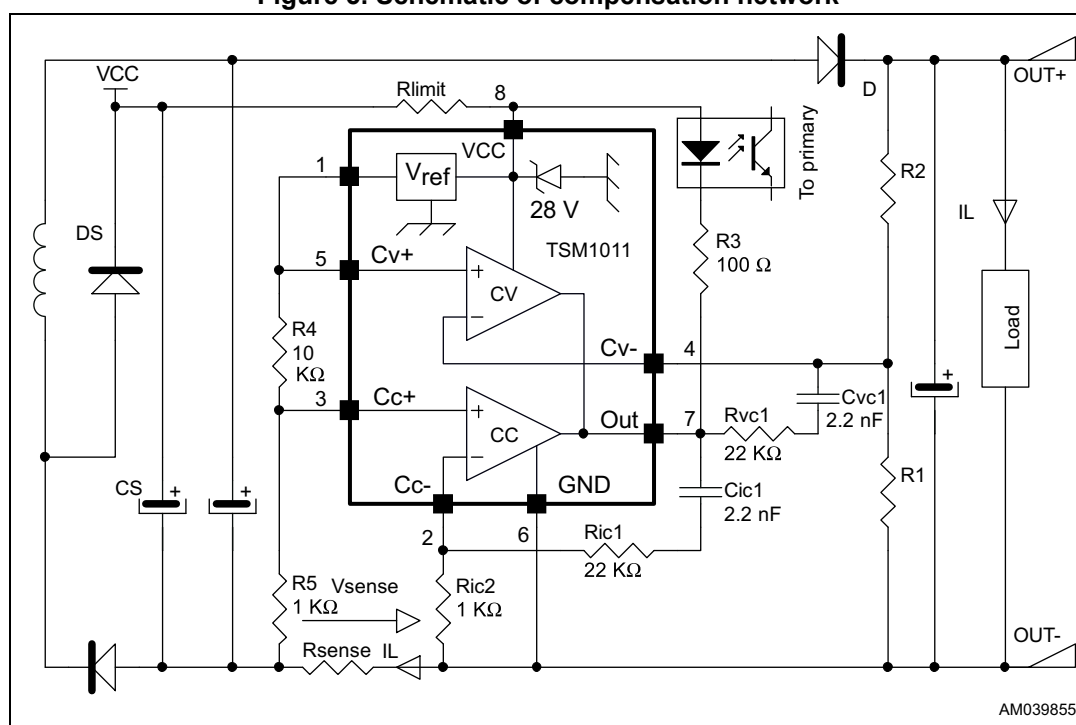 Figure 5. Schematic of compensation network
VCC
Rlimit
8
D
OUT+
VCC
1
Vref
28 V
To primary
R2
DS
TSM1011
R3
100 Ω
IL
5
Cv+
+
CV
−
R4
10
KΩ
Cv-
4
Load
+
3
Cc+
+
CC
−
Out
7
Rvc1
22 KΩ
Cvc1
2.2 nF
CS
+
+
Cc-
GND
Cic1
2.2 nF
R1
2
6
Ric1
22 KΩ
R5
1 KΩ
Vsense
Ric2
1 KΩ
Rsense
IL
OUT-
AM039855